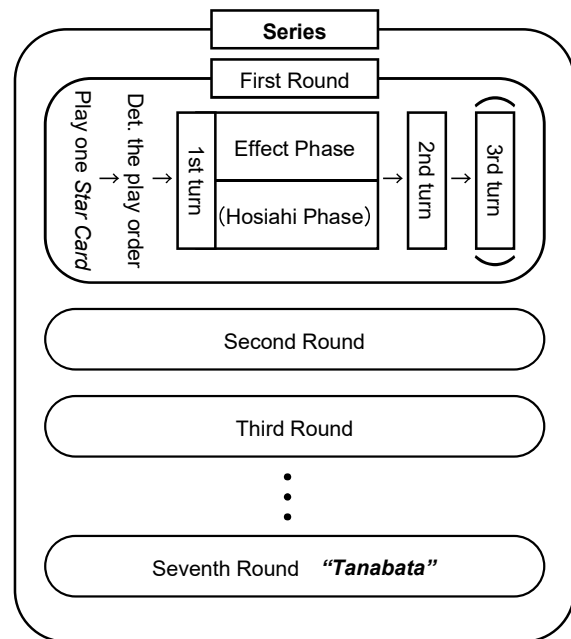 Series
First Round
Play one Star Card
→
Det. the play order
→
1st turn
Effect Phase
(Hosiahi Phase)
→
2nd turn
→
(3rd turn)
Second Round
Third Round
Seventh Round “Tanabata”